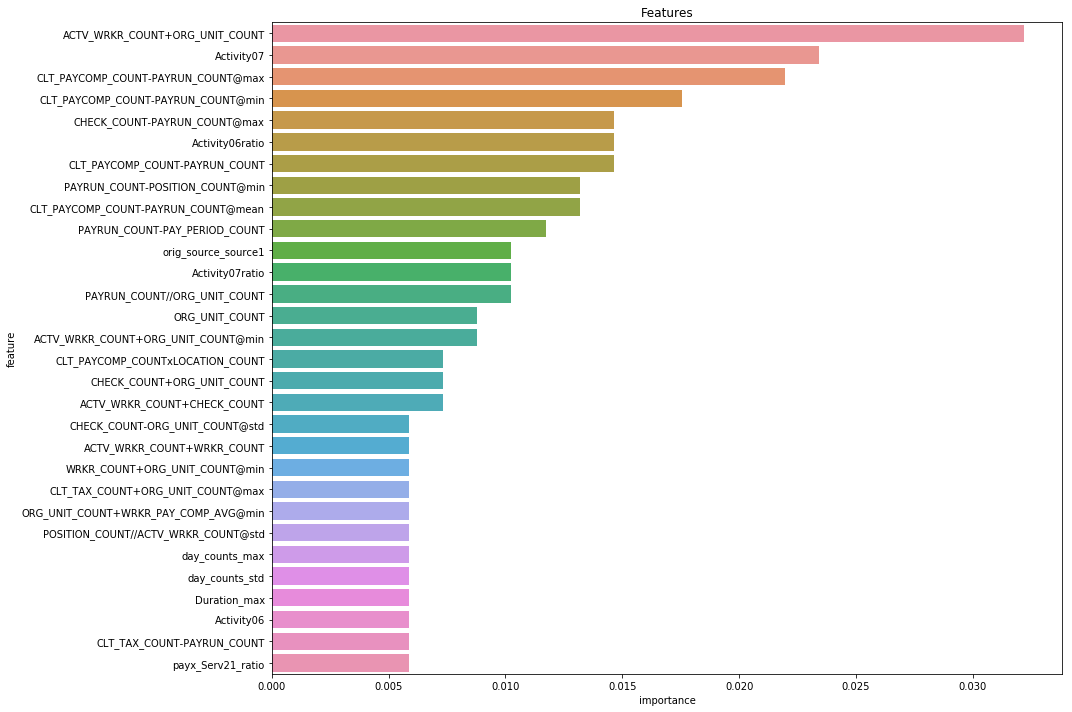 Features
ACTV_WRKR_COUNT+ORG_UNIT_COUNT
Activity07
CLT_PAYCOMP_COUNT-PAYRUN_COUNT@max
CLT_PAYCOMP_COUNT-PAYRUN_COUNT@min
CHECK_COUNT-PAYRUN_COUNT@max
Activity06ratio
CLT_PAYCOMP_COUNT-PAYRUN_COUNT
PAYRUN_COUNT-POSITION_COUNT@min
CLT_PAYCOMP_COUNT-PAYRUN_COUNT@mean
PAYRUN_COUNT-PAY_PERIOD_COUNT
orig_source_source1
Activity07ratio
PAYRUN_COUNT//ORG_UNIT_COUNT
ORG_UNIT_COUNT
ACTV_WRKR_COUNT+ORG_UNIT_COUNT@min
CLT_PAYCOMP_COUNTxLOCATION_COUNT
CHECK_COUNT+ORG_UNIT_COUNT
ACTV_WRKR_COUNT+CHECK_COUNT
CHECK_COUNT-ORG_UNIT_COUNT@std
ACTV_WRKR_COUNT+WRKR_COUNT
WRKR_COUNT+ORG_UNIT_COUNT@min
CLT_TAX_COUNT+ORG_UNIT_COUNT@max
ORG_UNIT_COUNT+WRKR_PAY_COMP_AVG@min
POSITION_COUNT//ACTV_WRKR_COUNT@std
day_counts_max
day_counts_std
Duration_max
Activity06
CLT_TAX_COUNT-PAYRUN_COUNT
payx_Serv21_ratio
feature
0.000 0.005 0.010 0.015 0.020 0.025 0.030
importance